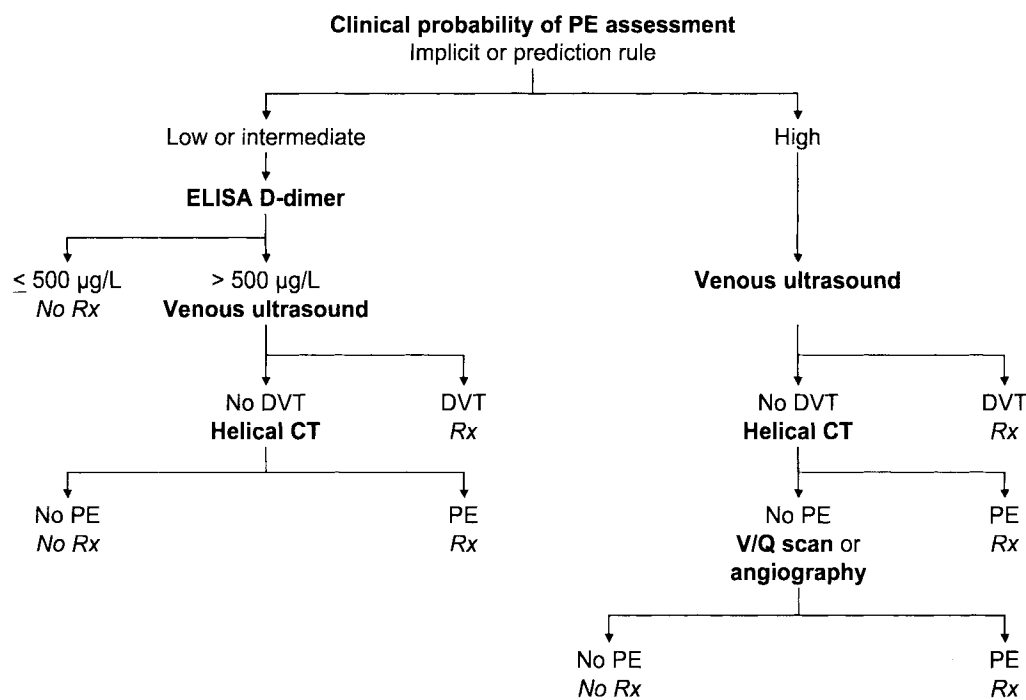 Clinical probability of PE assessment
Implicit or prediction rule
Low or intermediate
High
ELISA D-dimer
≤ 500 µg/L
No Rx
> 500 µg/L
Venous ultrasound
Venous ultrasound
No DVT
Helical CT
DVT
Rx
No DVT
Helical CT
DVT
Rx
No PE
No Rx
PE
Rx
No PE
V/Q scan or
angiography
PE
Rx
No PE
No Rx
PE
Rx